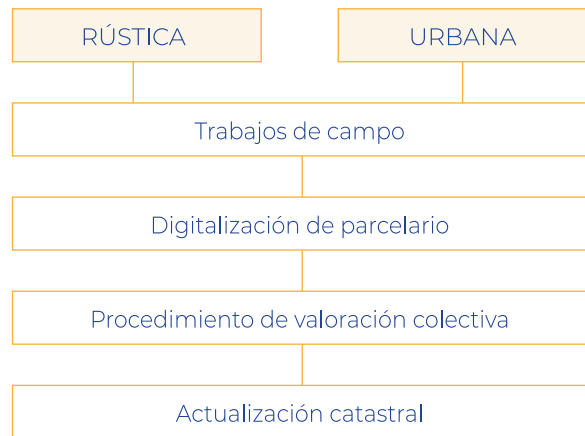 RÚSTICA
URBANA
Trabajos de campo
Digitalización de parcelario
Procedimiento de valoración colectiva
Actualización catastral